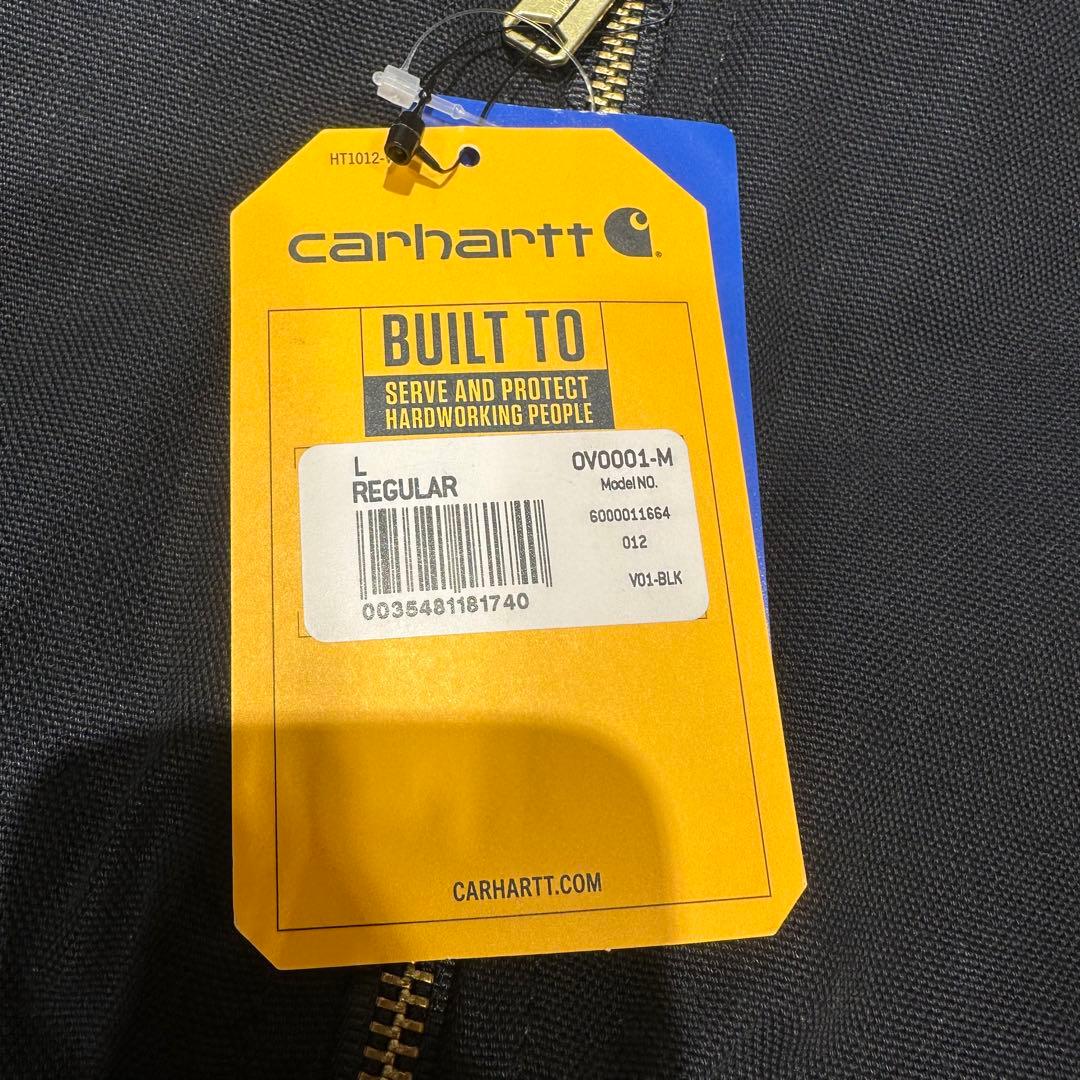 HT1012-
carhartt
BUILT TO
SERVE AND PROTECT
HARDWORKING PEOPLE
L
REGULAR
OV0001-M
Model NO.
6000011664
012
V01-BLK
0035481181740
CARHARTT.COM